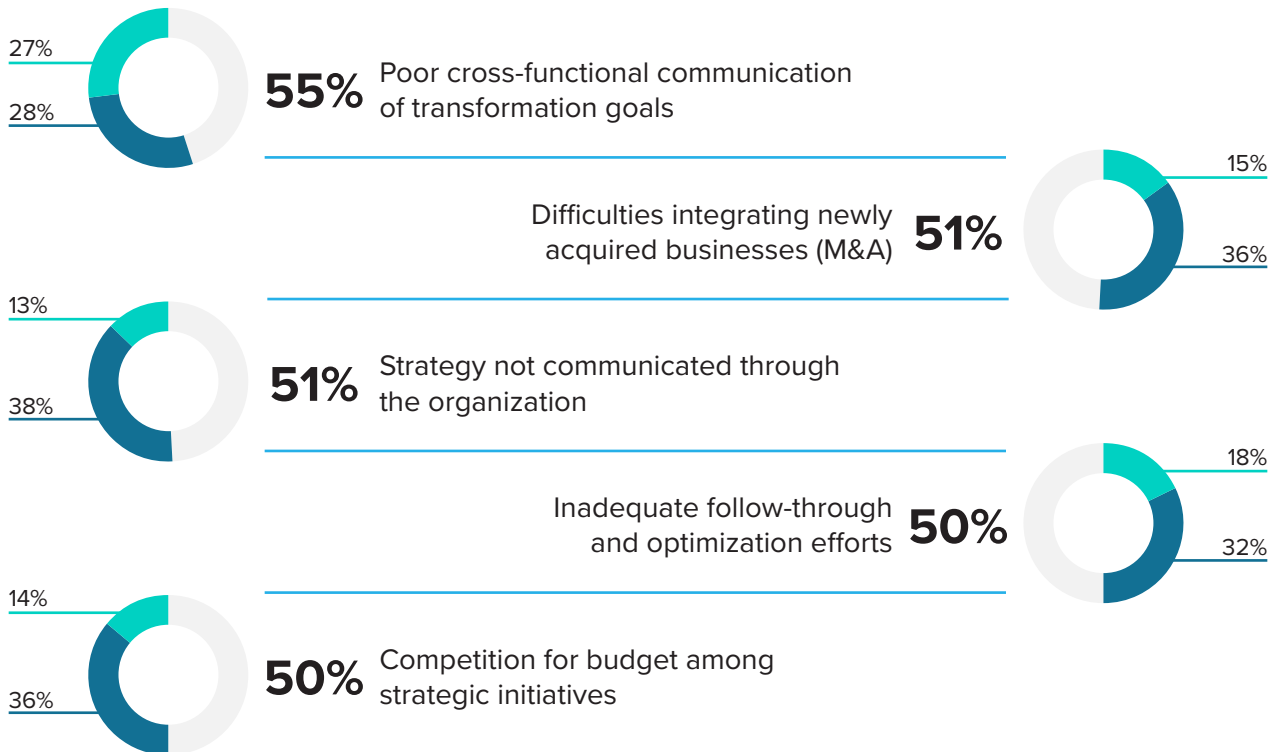 27%
28%
55%
Poor cross-functional communication
of transformation goals
Difficulties integrating newly
acquired businesses (M&A)
51%
15%
36%
13%
38%
51%
Strategy not communicated through
the organization
Inadequate follow-through
and optimization efforts
50%
18%
32%
14%
36%
50%
Competition for budget among
strategic initiatives